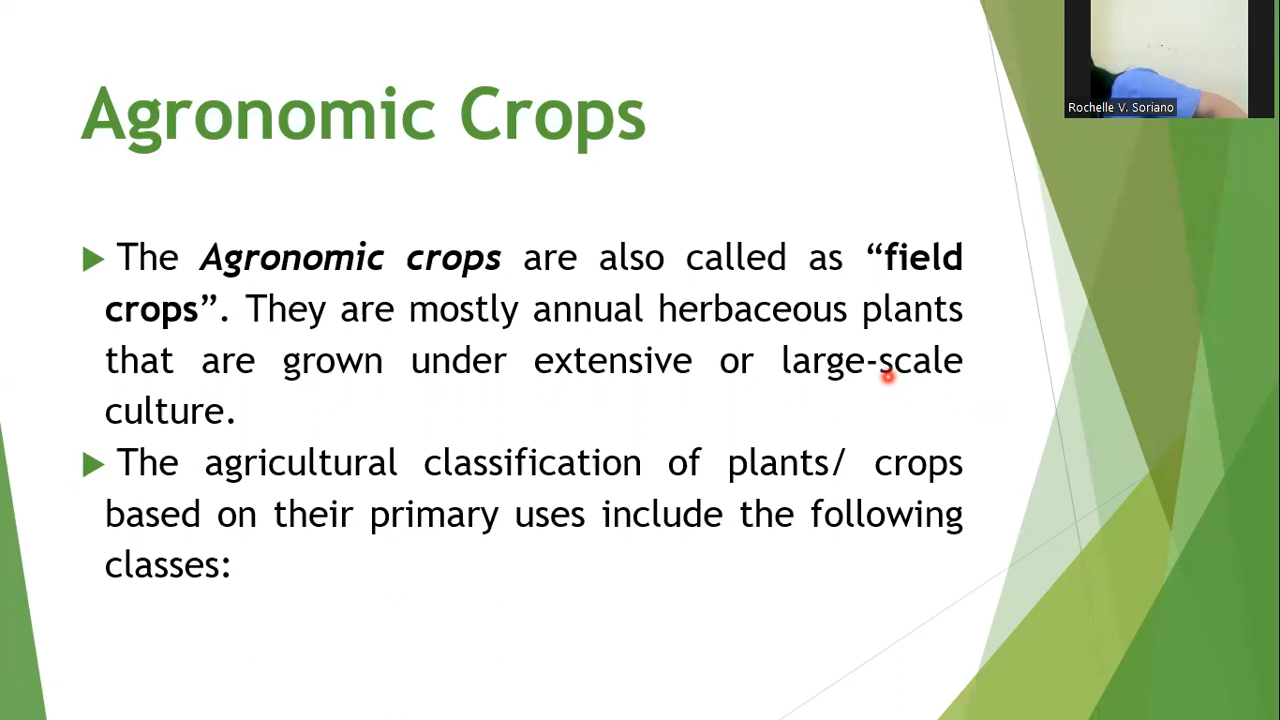 Agronomic Crops
Rochelle V. Soriano
The Agronomic crops are also called as “field
crops”. They are mostly annual herbaceous plants
that are grown under extensive or large-scale
culture.
The agricultural classification of plants/ crops
based on their primary uses include the following
classes: